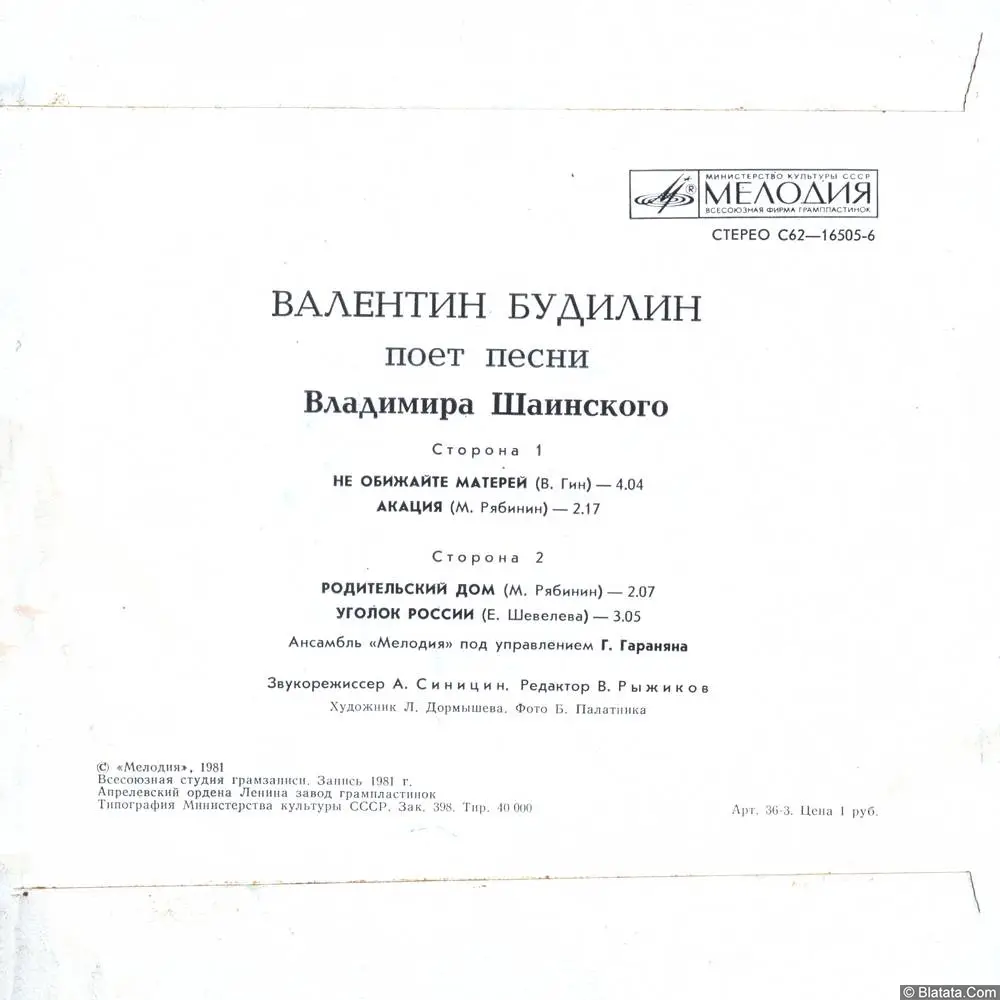 МИНИСТЕРСТВО КУЛЬТУРЫ СССР
МЕЛОДИЯ
ВСЕСОЮЗНАЯ ФИРМА ГРАМПЛАСТИНОК
®
СТЕРЕО С62—16505-6
ВАЛЕНТИН БУДИЛИН
поет песни
Владимира Шаинского
Сторона 1
НЕ ОБИЖАЙТЕ МАТЕРЕЙ (В. Гин) — 4.04
АКАЦИЯ (М. Рябинин) — 2.17
Сторона 2
РОДИТЕЛЬСКИЙ ДОМ (М. Рябинин) — 2.07
УГОЛОК РОССИИ (Е. Шевелева) — 3.05
Ансамбль «Мелодия» под управлением Г. Гараняна
Звукорежиссер А. Синицин. Редактор В. Рыжиков
Художник Л. Дормышева. Фото Б. Палатника
© «Мелодия», 1981
Всесоюзная студия грамзаписи. Запись 1981 г.
Апрелевский ордена Ленина завод грампластинок
Типография Министерства культуры СССР. Зак. 398. Тир. 40 000
Арт. 36-3. Цена 1 руб.
© Blatata.Com